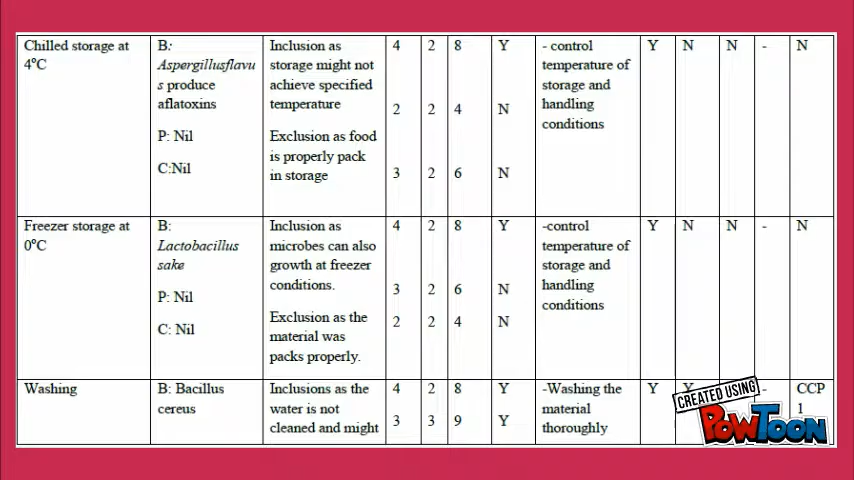 Chilled storage at
4°C
B:
Aspergillusflavu
s produce
aflatoxins
P: Nil
C:Nil
Inclusion as
storage might not
achieve specified
temperature
Exclusion as food
is properly pack
in storage
4 2 8 Y
2 2 4 N
3 2 6 N
- control
temperature of
storage and
handling
conditions
Y N N - N
Freezer storage at
0°C
B:
Lactobacillus
sake
P: Nil
C: Nil
Inclusion as
microbes can also
growth at freezer
conditions.
Exclusion as the
material was
packs properly.
4 2 8 Y
3 2 6 N
2 2 4 N
-control
temperature of
storage and
handling
conditions
Y N N - N
Washing
B: Bacillus
cereus
Inclusions as the
water is not
cleaned and might
4 2 8 Y
3 3 9 Y
-Washing the
material
thoroughly
Y Y - CCP
1
CREATED USING
POWTOON